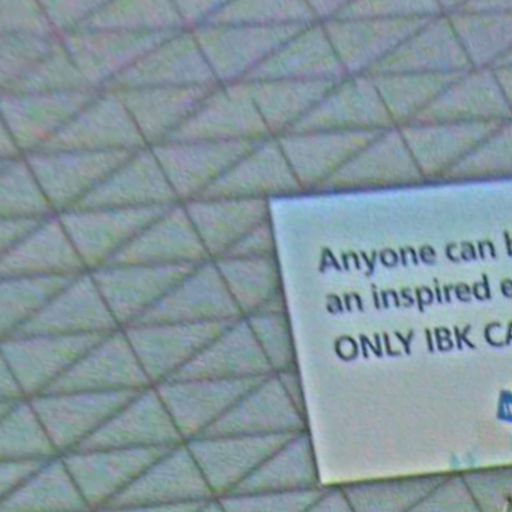 Anyone can
an inspired
ONLY IBK